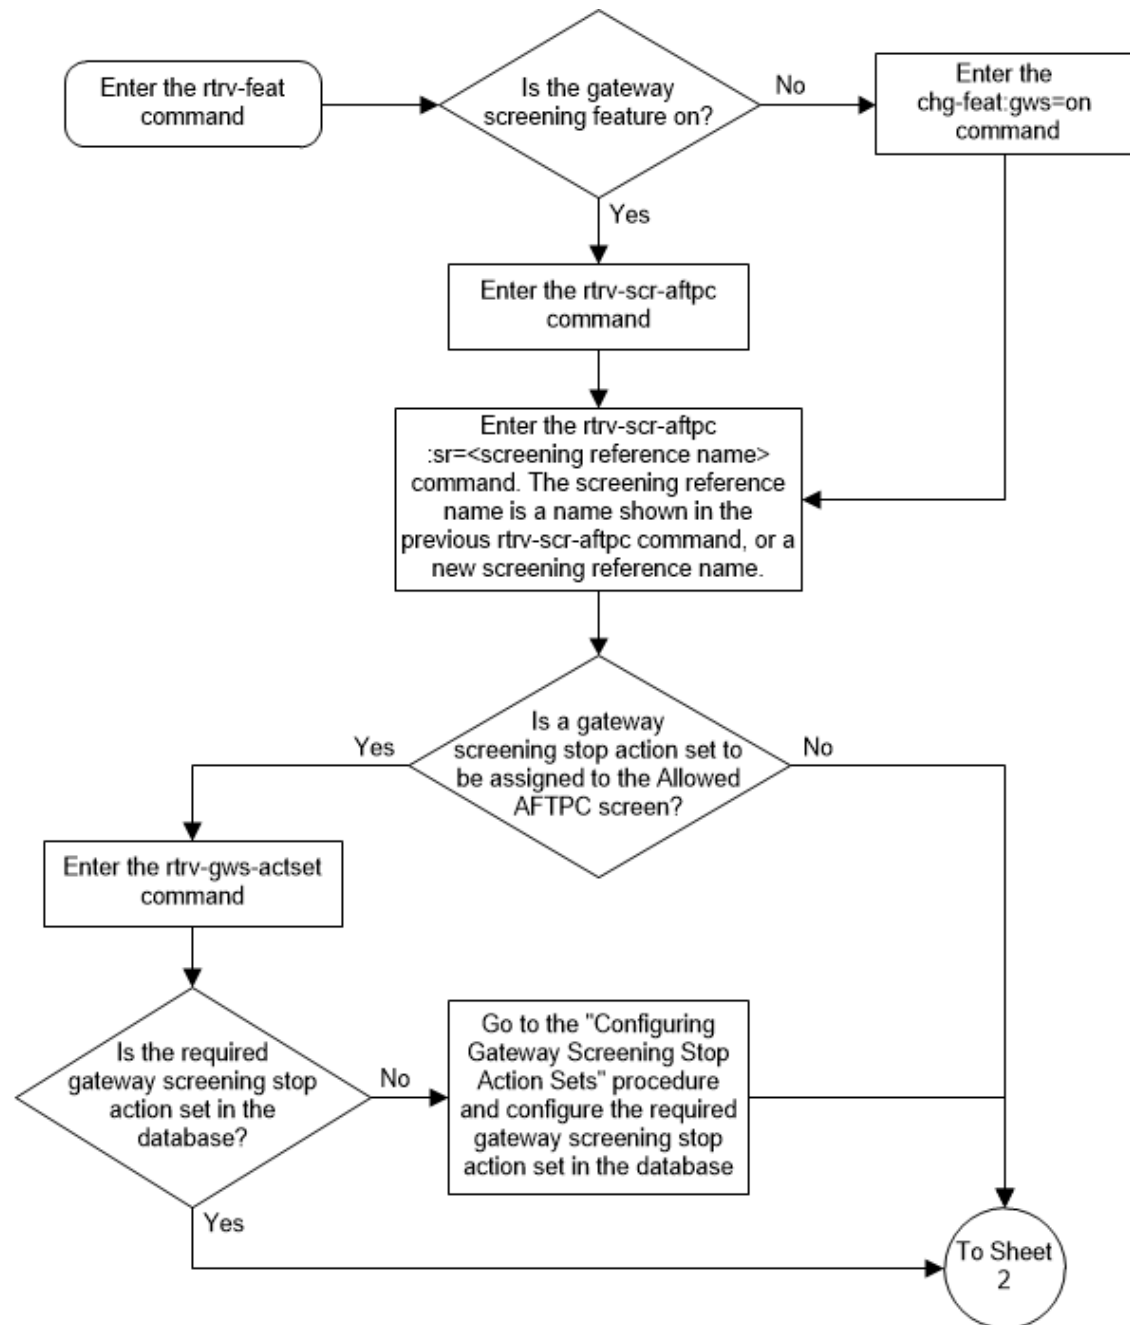 Enter the rtrv-feat
command
Is the gateway
screening feature on?
No
Enter the
chg-feat:gws=on
command
Yes
Enter the rtrv-scr-aftpc
command
Enter the rtrv-scr-aftpc
:sr=<screening reference name>
command. The screening reference
name is a name shown in the
previous rtrv-scr-aftpc command, or a
new screening reference name.
Is a gateway
screening stop action set to
be assigned to the Allowed
AFTPC screen?
Yes
No
Enter the rtrv-gws-actset
command
Is the required
gateway screening stop
action set in the
database?
No
Go to the "Configuring
Gateway Screening Stop
Action Sets" procedure
and configure the required
gateway screening stop
action set in the database
Yes
To Sheet
2